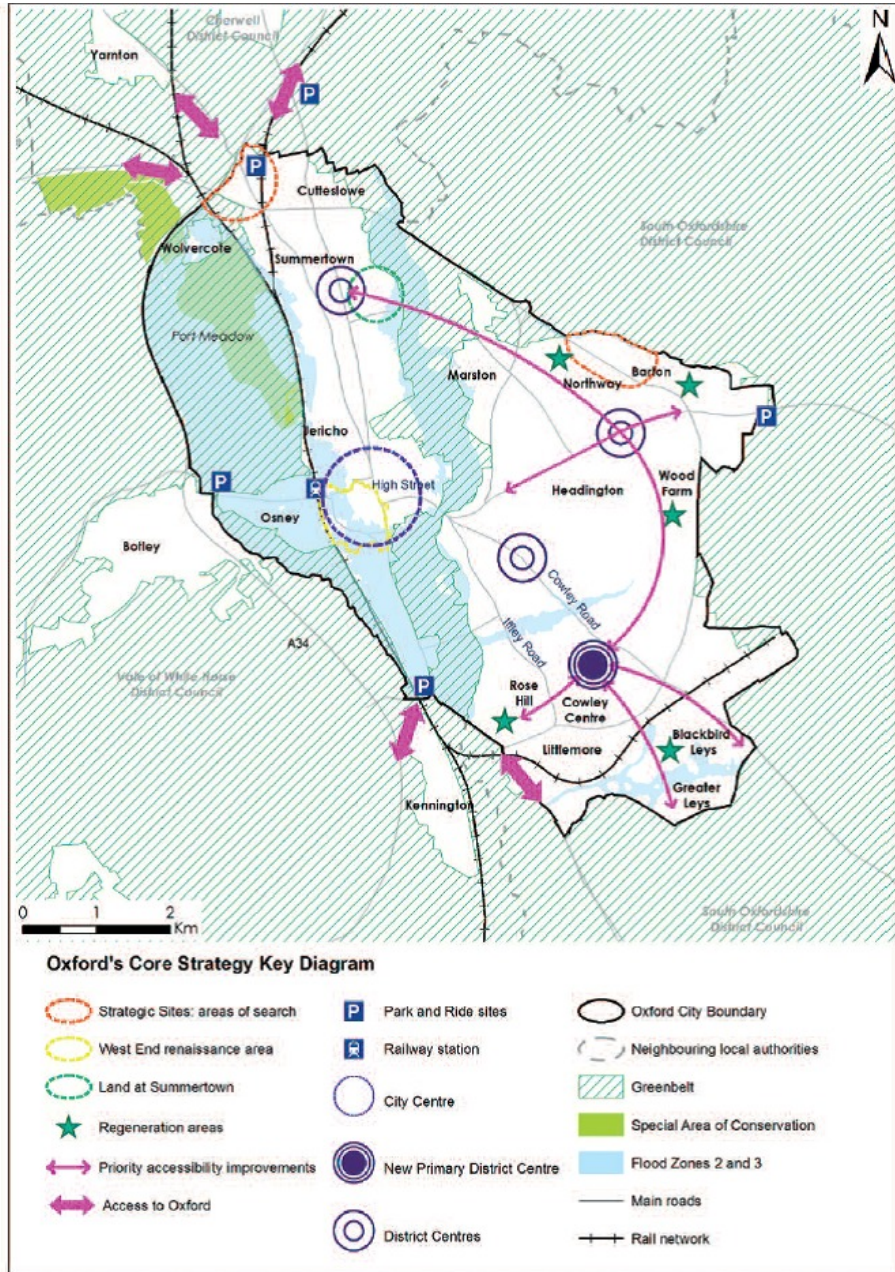 N
Cherwell
District Council
Yarnton
P
P
Cutteslowe
South Oxfordshire
District Council
Wolvercote
Summertown
Port Meadow
Marston
Northway
Barton
P
Jericho
High Street
Headington
Wood
Farm
P
Osney
Botley
Cowley Road
Iffley Road
A34
Vale of White Horse
District Council
P
Rose
Hill
Cowley
Centre
Littlemore
Blackbird
Leys
Greater
Leys
Kennington
South Oxfordshire
District Council
0 1 2
Km
Oxford's Core Strategy Key Diagram
Strategic Sites: areas of search
West End renaissance area
Land at Summertown
Regeneration areas
Priority accessibility improvements
Access to Oxford
P Park and Ride sites
Railway station
City Centre
New Primary District Centre
District Centres
Oxford City Boundary
Neighbouring local authorities
Greenbelt
Special Area of Conservation
Flood Zones 2 and 3
Main roads
Rail network